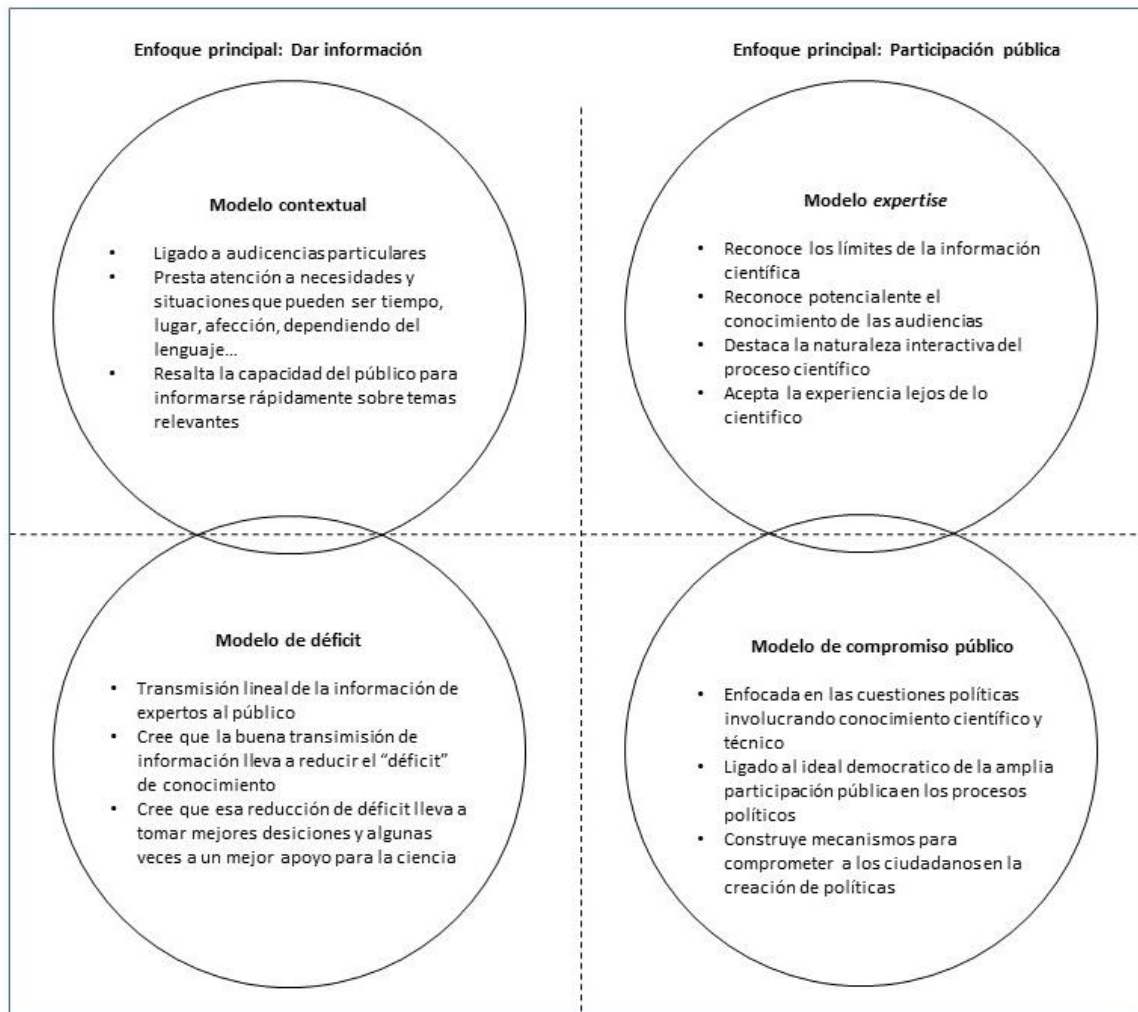 Enfoque principal: Dar información
Enfoque principal: Participación pública
Modelo contextual
• Ligado a audicencias particulares
• Presta atención a necesidades y
situaciones que pueden ser tiempo,
lugar, afección, dependiendo del
lenguaje...
• Resalta la capacidad del público para
informarse rápidamente sobre temas
relevantes
Modelo expertise
• Reconoce los límites de la información
científica
• Reconoce potencialente el
conocimiento de las audiencias
• Destaca la naturaleza interactiva del
proceso científico
• Acepta la experiencia lejos de lo
cientifico
Modelo de déficit
• Transmisión lineal de la información de
expertos al público
• Cree que la buena transimisión de
información lleva a reducir el “déficit”
de conocimiento
• Cree que esa reducción de déficit lleva a
tomar mejores desiciones y algunas
veces a un mejor apoyo para la ciencia
Modelo de compromiso público
• Enfocada en las cuestiones políticas
involucrando conocimiento científico y
técnico
• Ligado al ideal democratico de la amplia
participación pública en los procesos
políticos
• Construye mecanismos para
comprometer a los ciudadanos en la
creación de políticas